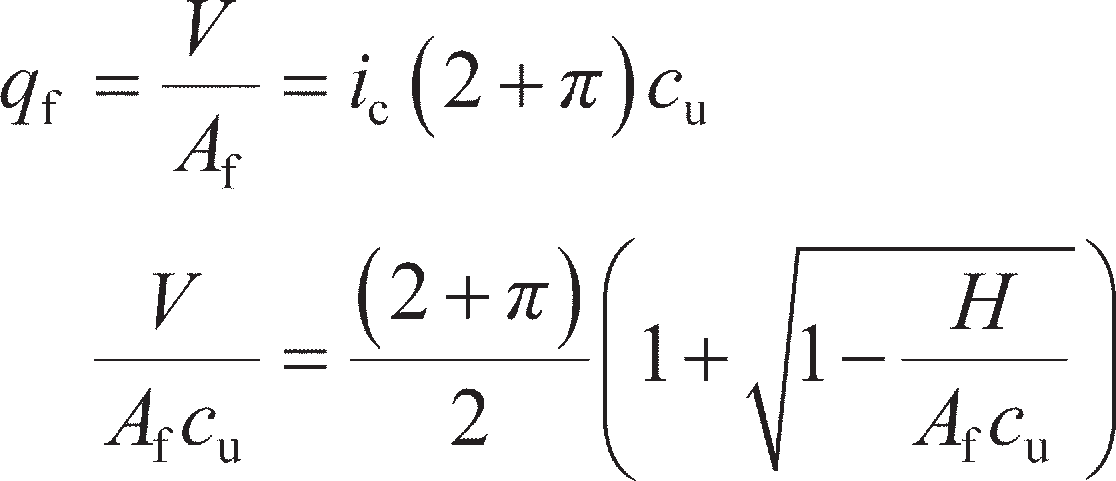 q_f = V/A_f = i_c (2 + π) c_u
V/(A_f c_u) = ((2 + π)/2) (1 + √(1 − H/(A_f c_u)))